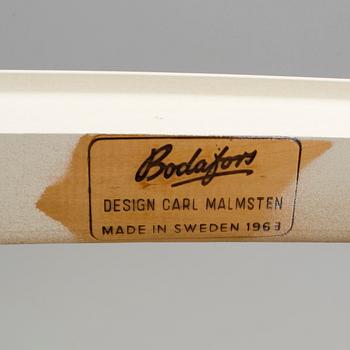 Bodafors
DESIGN CARL MALMSTEN
MADE IN SWEDEN 1963